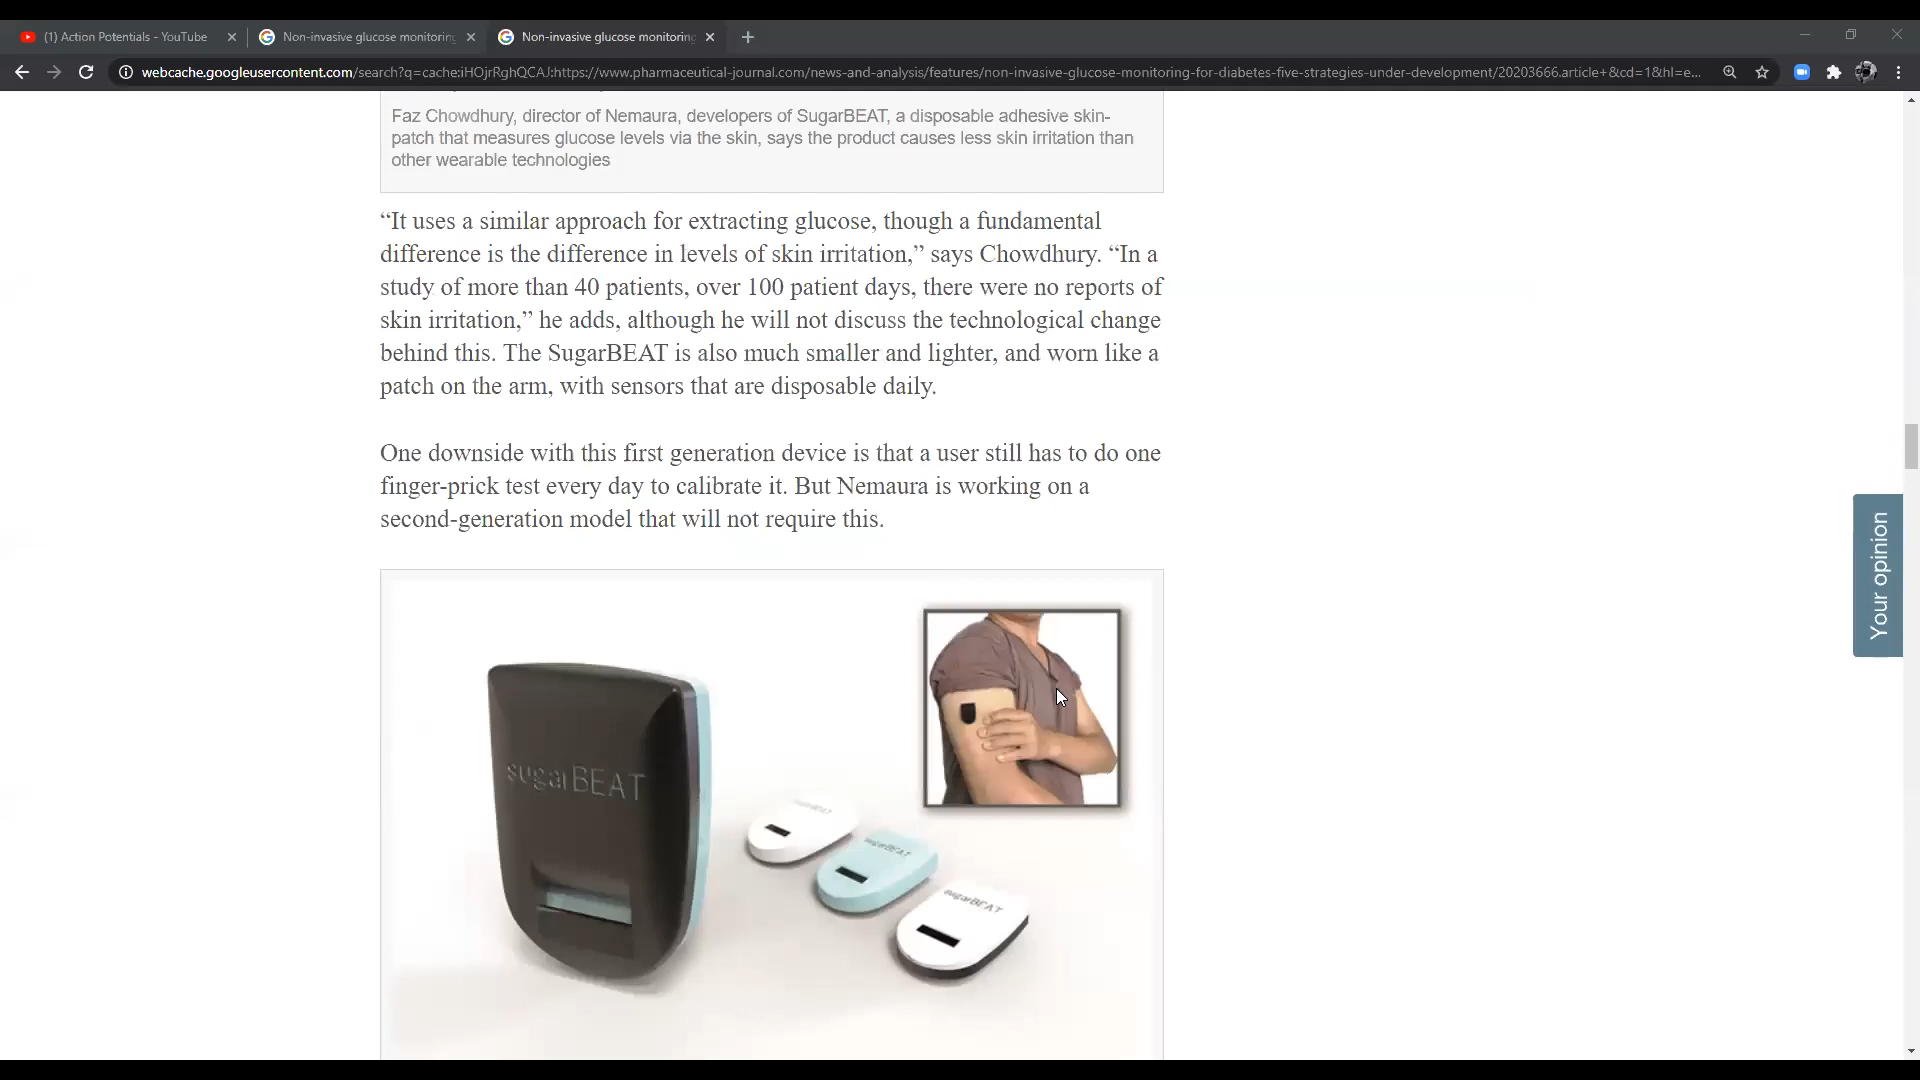 (1) Action Potentials - YouTube
Non-invasive glucose monitoring
Non-invasive glucose monitoring
webcache.googleusercontent.com/search?q=cache:iHOjrRghQCAJ:https://www.pharmaceutical-journal.com/news-and-analysis/features/non-invasive-glucose-monitoring-for-diabetes-five-strategies-under-development/20203666.article+&cd=1&hl=e...
Faz Chowdhury, director of Nemaura, developers of SugarBEAT, a disposable adhesive skin-
patch that measures glucose levels via the skin, says the product causes less skin irritation than
other wearable technologies
“It uses a similar approach for extracting glucose, though a fundamental
difference is the difference in levels of skin irritation,” says Chowdhury. “In a
study of more than 40 patients, over 100 patient days, there were no reports of
skin irritation,” he adds, although he will not discuss the technological change
behind this. The SugarBEAT is also much smaller and lighter, and worn like a
patch on the arm, with sensors that are disposable daily.
One downside with this first generation device is that a user still has to do one
finger-prick test every day to calibrate it. But Nemaura is working on a
second-generation model that will not require this.
Your opinion
sugarBEAT
sugarBEAT
sugarBEAT
sugarBEAT